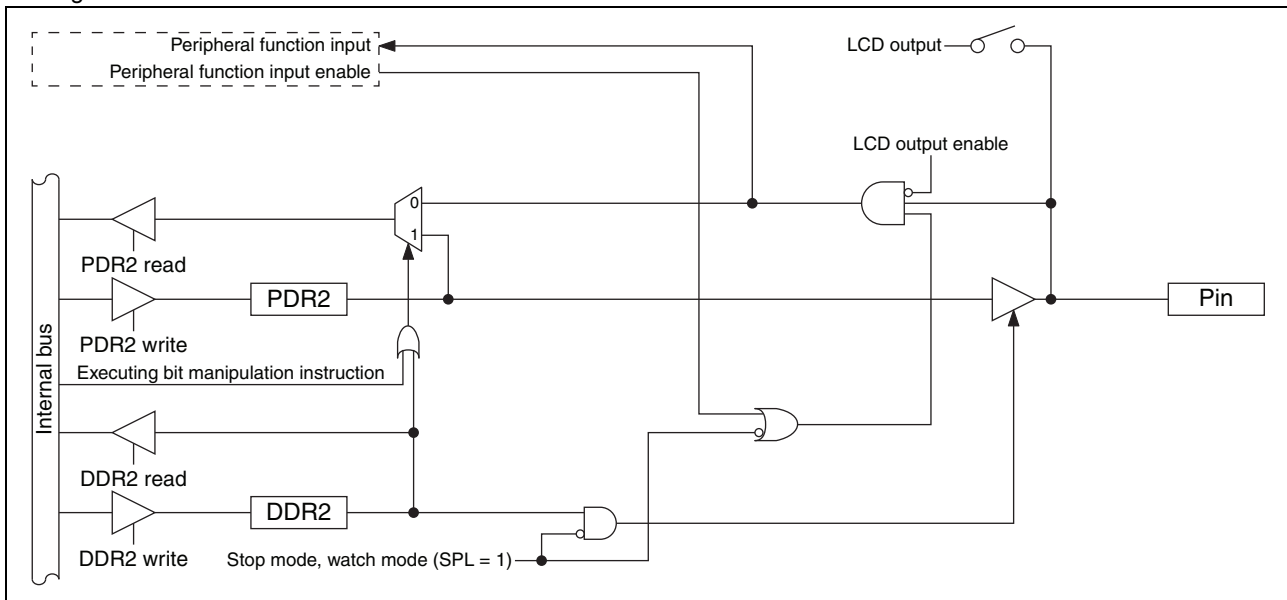 Peripheral function input
LCD output
Peripheral function input enable
LCD output enable
0
1
PDR2 read
PDR2
Pin
PDR2 write
Internal bus
Executing bit manipulation instruction
DDR2 read
DDR2
DDR2 write
Stop mode, watch mode (SPL = 1)